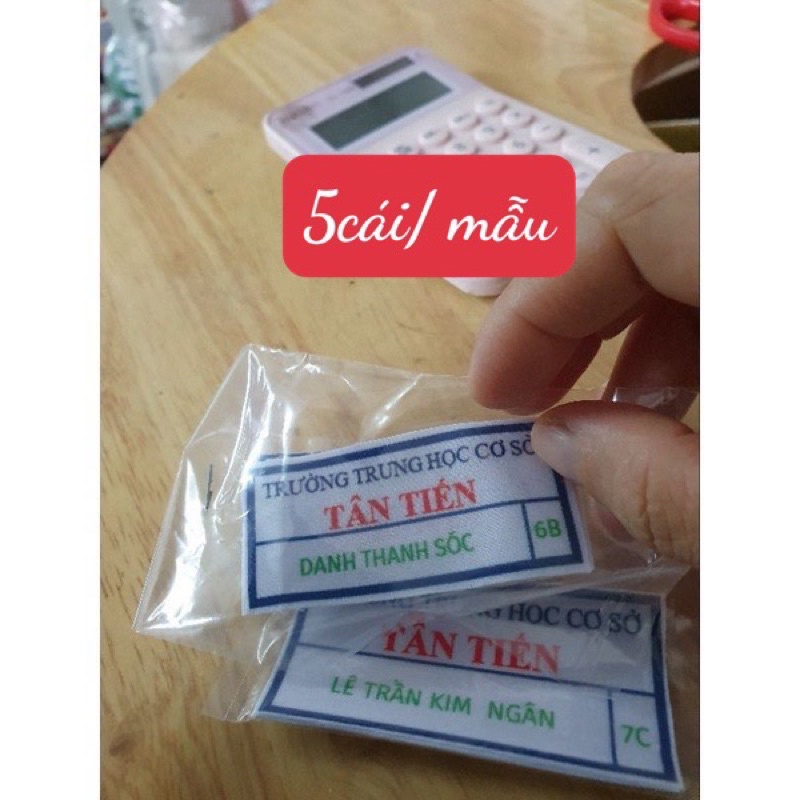 5cái/ mẫu
TRƯỜNG TRUNG HỌC CƠ SỞ
TÂN TIẾN
DANH THANH SÓC
6B
TRUNG HỌC CƠ SỞ
TÂN TIẾN
LÊ TRẦN KIM NGÂN
7C